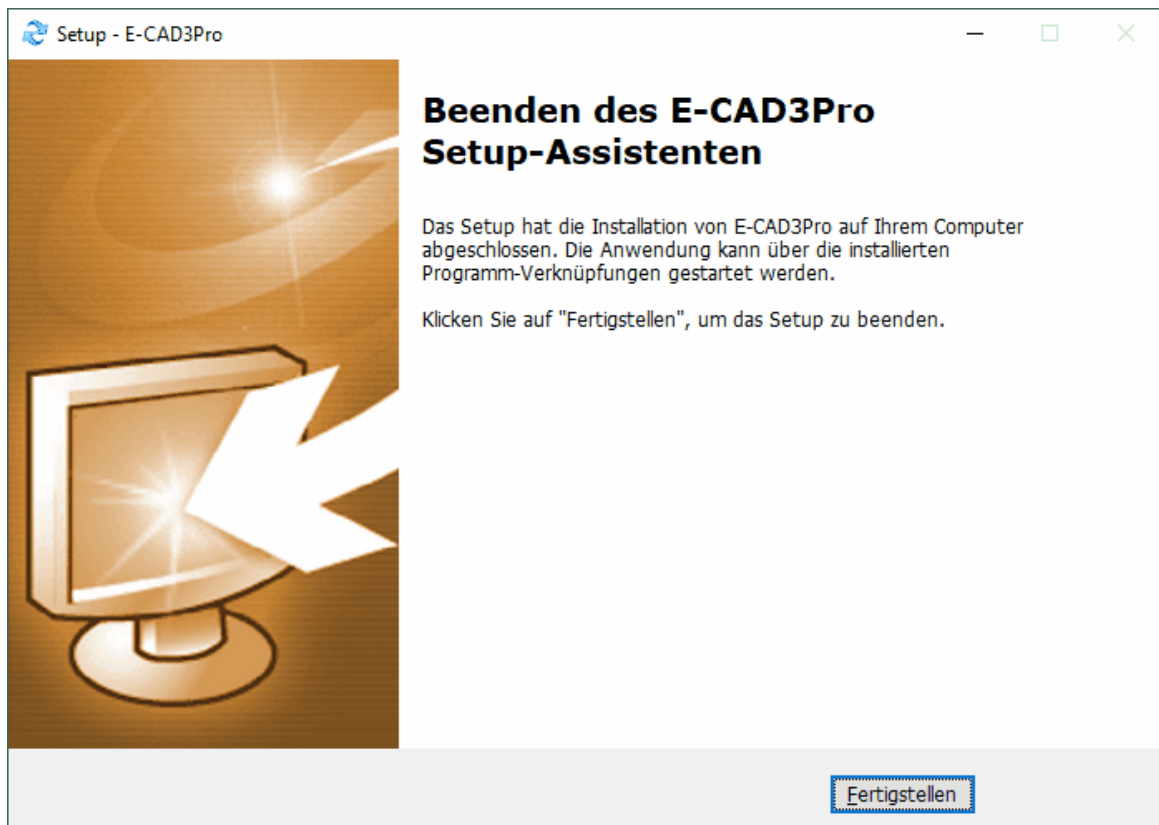 Setup - E-CAD3Pro
Beenden des E-CAD3Pro
Setup-Assistenten
Das Setup hat die Installation von E-CAD3Pro auf Ihrem Computer
abgeschlossen. Die Anwendung kann über die installierten
Programm-Verknüpfungen gestartet werden.
Klicken Sie auf "Fertigstellen", um das Setup zu beenden.
Fertigstellen